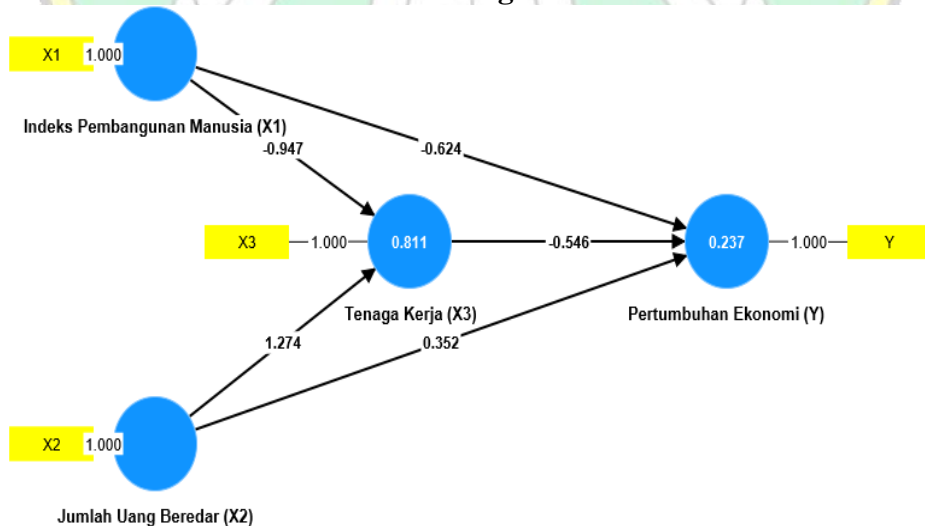 X1
1.000
Indeks Pembangunan Manusia (X1)
-0.947
-0.624
X3
1.000
0.811
-0.546
0.237
1.000
Y
Tenaga Kerja (X3)
Pertumbuhan Ekonomi (Y)
1.274
0.352
X2
1.000
Jumlah Uang Beredar (X2)